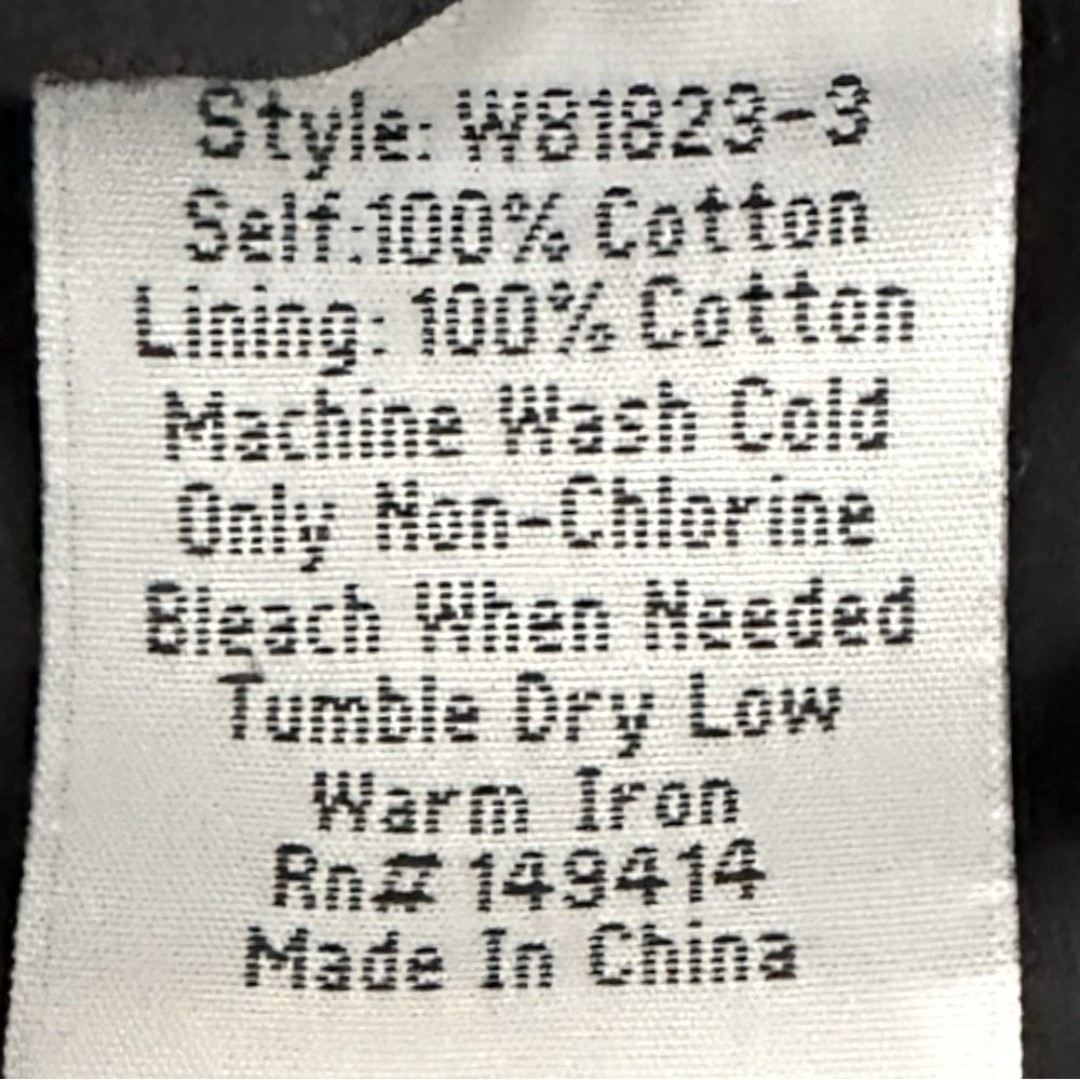 Style: W81823-3
Self:100% Cotton
Lining: 100% Cotton
Machine Wash Cold
Only Non-Chlorine
Bleach When Needed
Tumble Dry Low
Warm Iron
Rn# 149414
Made In China